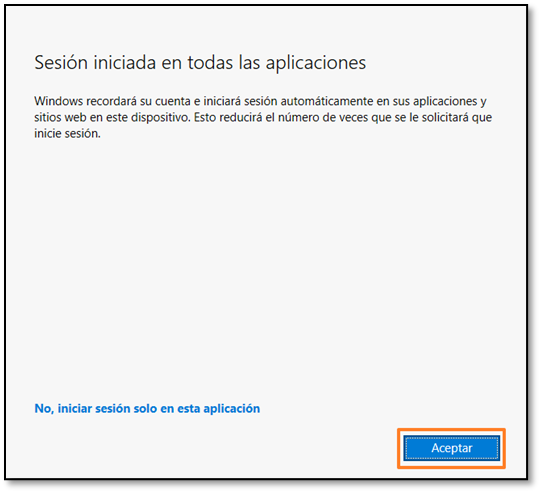 Sesión iniciada en todas las aplicaciones
Windows recordará su cuenta e iniciará sesión automáticamente en sus aplicaciones y
sitios web en este dispositivo. Esto reducirá el número de veces que se le solicitará que
inicie sesión.
No, iniciar sesión solo en esta aplicación
Aceptar